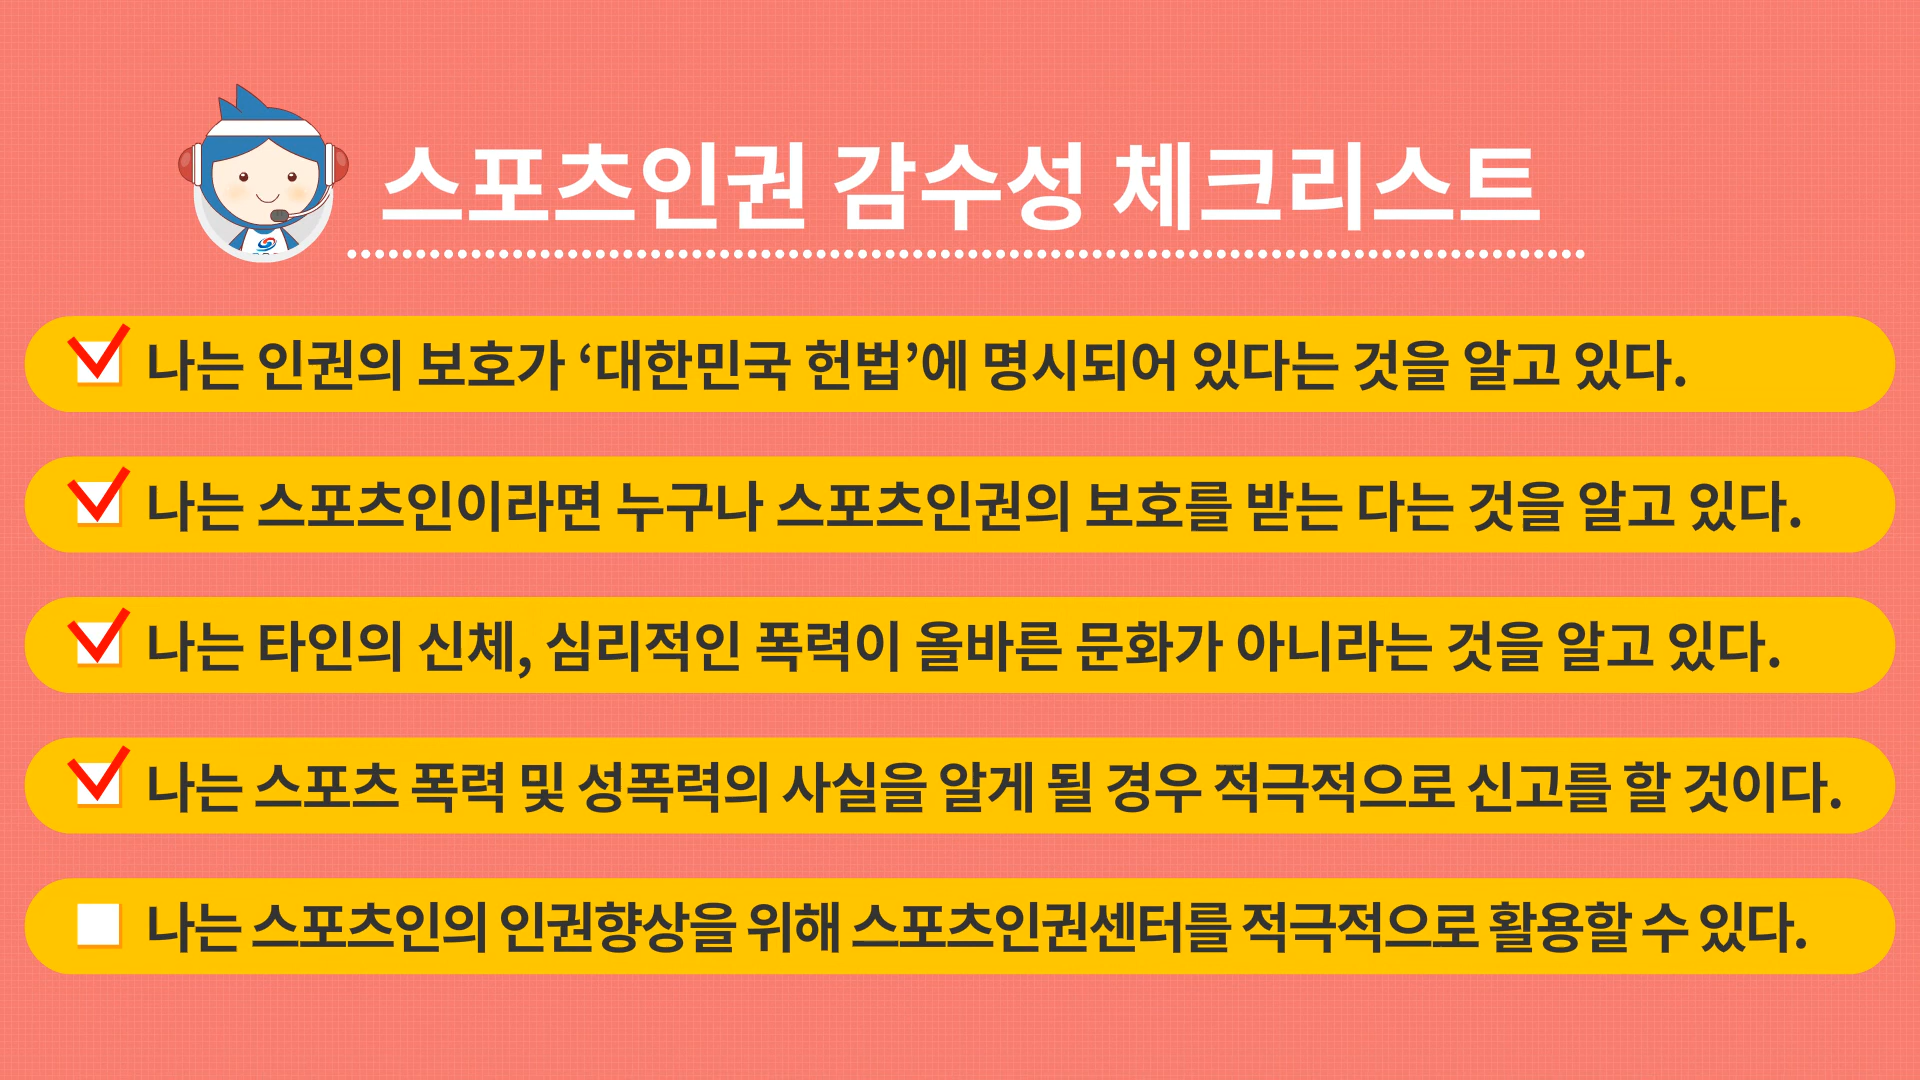 스포츠인권 감수성 체크리스트
나는 인권의 보호가 ‘대한민국 헌법’에 명시되어 있다는 것을 알고 있다.
나는 스포츠인이라면 누구나 스포츠인권의 보호를 받는 다는 것을 알고 있다.
나는 타인의 신체, 심리적인 폭력이 올바른 문화가 아니라는 것을 알고 있다.
나는 스포츠 폭력 및 성폭력의 사실을 알게 될 경우 적극적으로 신고를 할 것이다.
나는 스포츠인의 인권향상을 위해 스포츠인권센터를 적극적으로 활용할 수 있다.